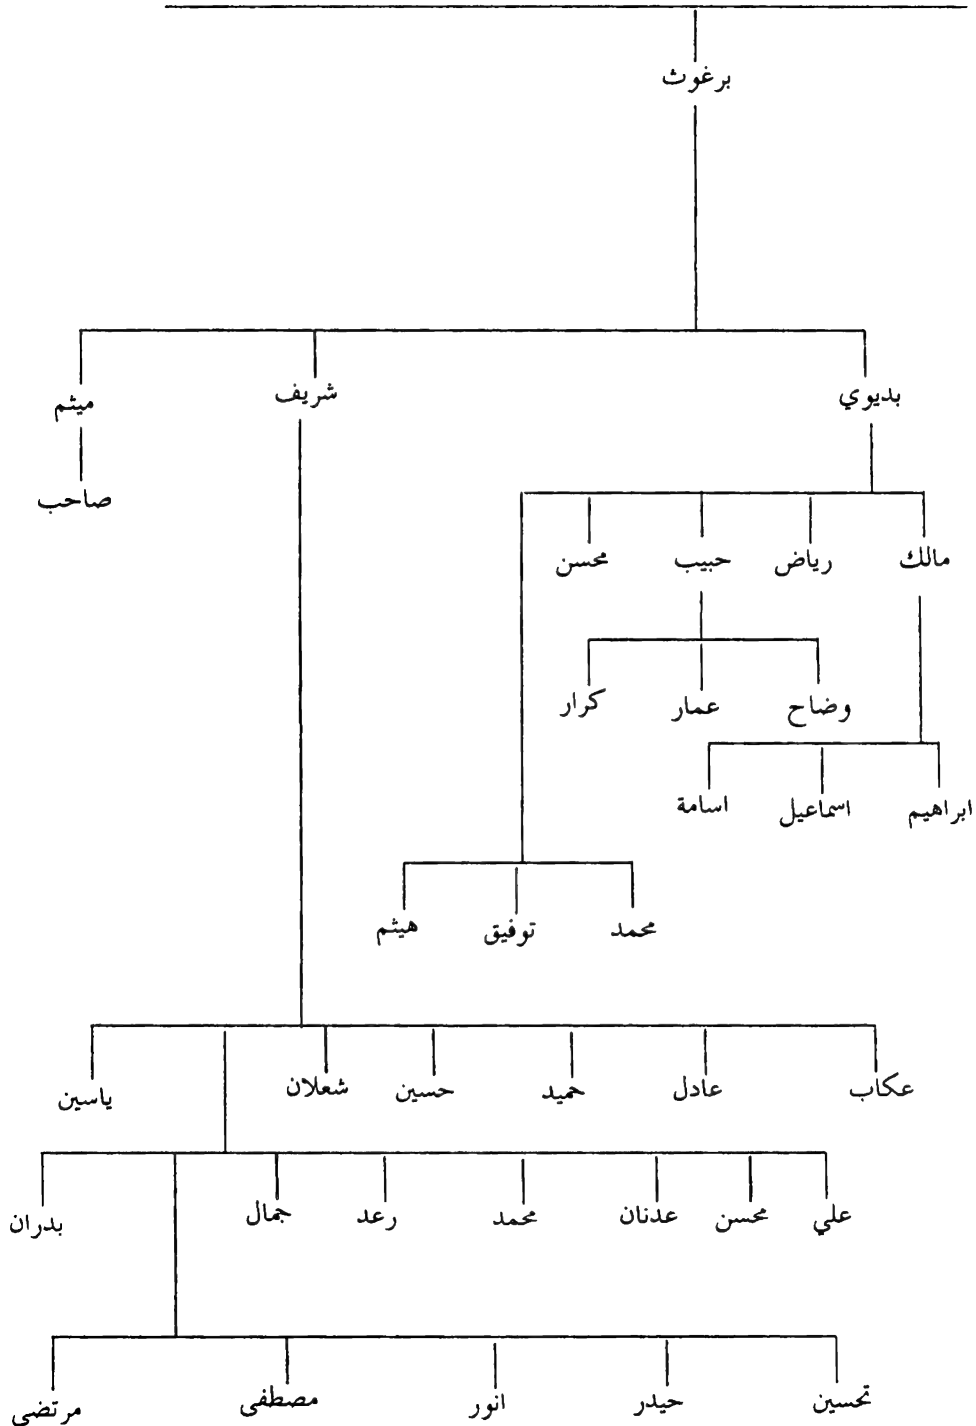 برغوث
بديوي شريف ميثم
صاحب
مالك رياض حبيب محسن
وضاح عمار كرار
ابراهيم اسماعيل اسامة
محمد توفيق هيثم
عكاب عادل حميد حسين شعلان ياسين
علي محسن عدنان محمد رعد جمال بدران
تحسين حيدر انور مصطفى مرتضى